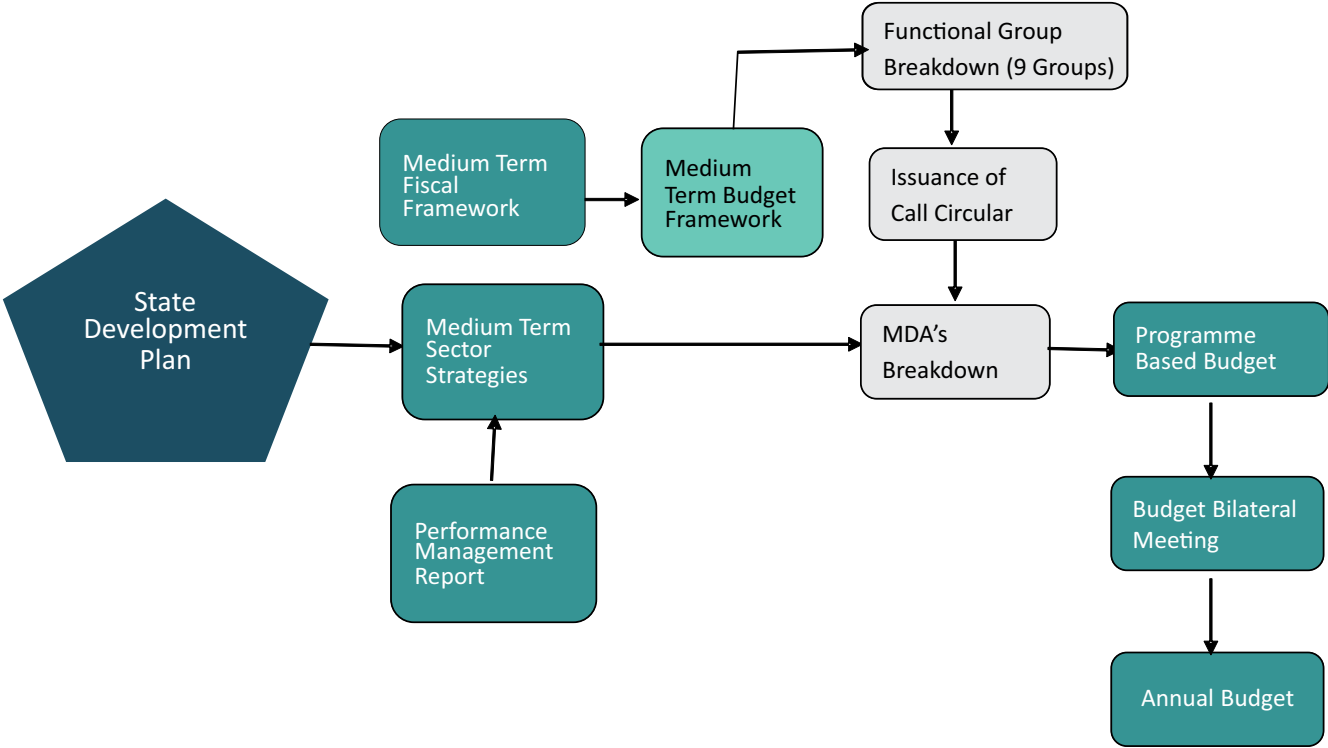 Functional Group
Breakdown (9 Groups)
Medium Term
Fiscal
Framework
Medium
Term Budget
Framework
Issuance of
Call Circular
State
Development
Plan
Medium Term
Sector
Strategies
MDA’s
Breakdown
Programme
Based Budget
Performance
Management
Report
Budget Bilateral
Meeting
Annual Budget